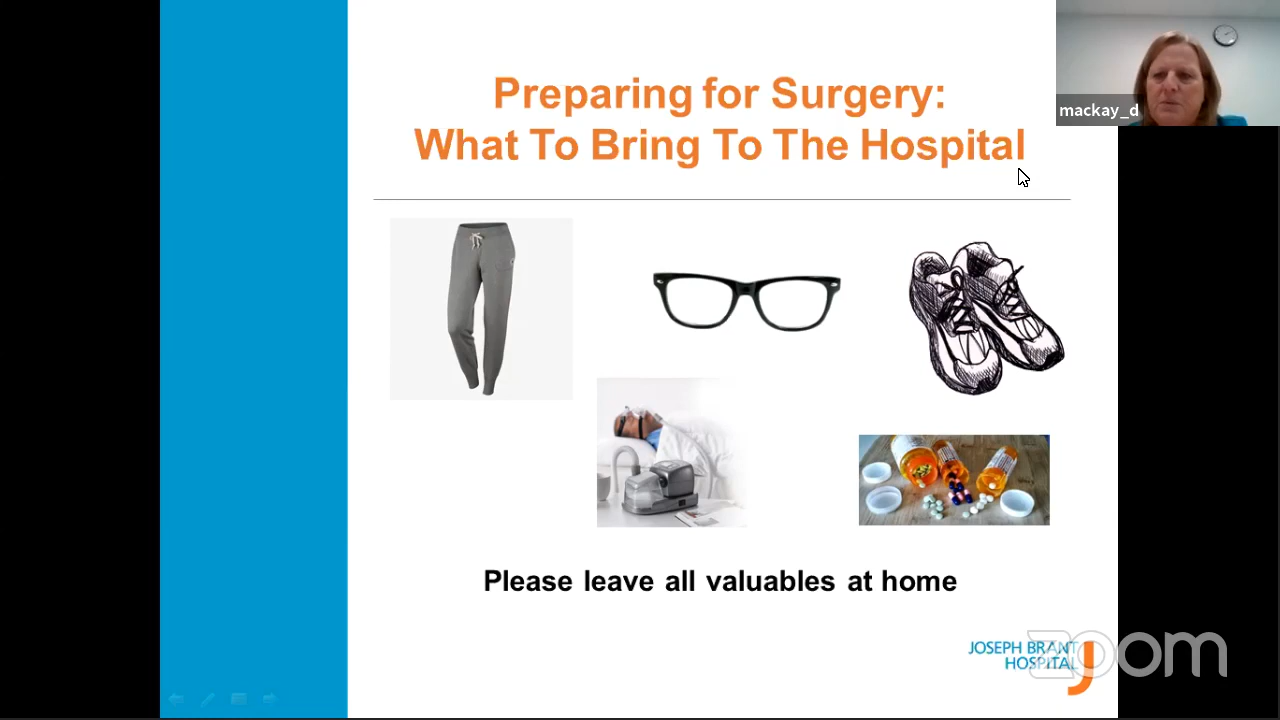 Preparing for Surgery:
What To Bring To The Hospital
mackay_d
Please leave all valuables at home
JOSEPH BRANT
HOSPITAL
zoom